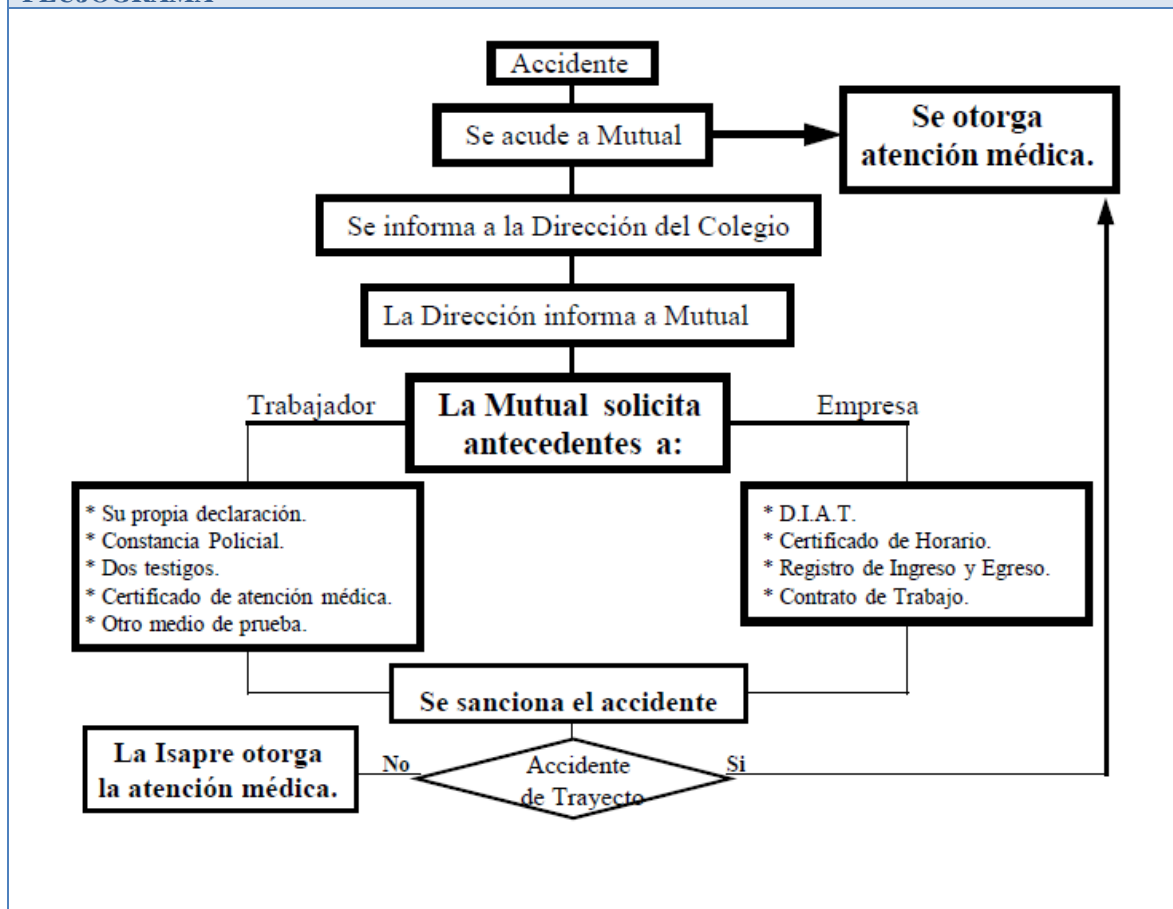 FLUJOGRAMA
Accidente
Se acude a Mutual
Se otorga
atención médica.
Se informa a la Dirección del Colegio
La Dirección informa a Mutual
Trabajador
La Mutual solicita
antecedentes a:
Empresa
* Su propia declaración.
* Constancia Policial.
* Dos testigos.
* Certificado de atención médica.
* Otro medio de prueba.
* D.I.A.T.
* Certificado de Horario.
* Registro de Ingreso y Egreso.
* Contrato de Trabajo.
Se sanciona el accidente
La Isapre otorga
la atención médica.
No
Accidente
de Trayecto
Si